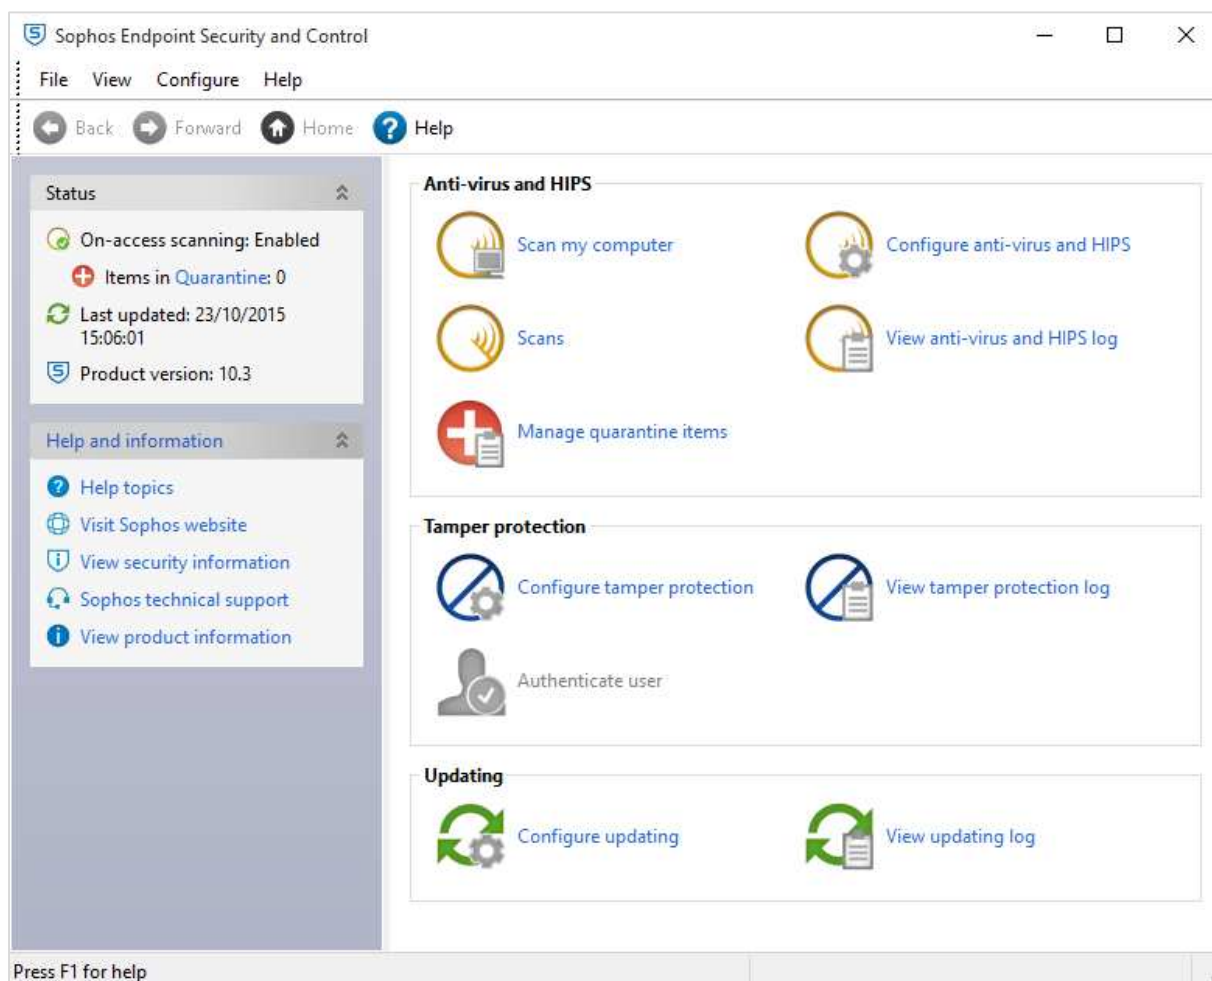 Sophos Endpoint Security and Control
File View Configure Help
Back Forward Home Help
Status
On-access scanning: Enabled
Items in Quarantine: 0
Last updated: 23/10/2015
15:06:01
Product version: 10.3
Help and information
Help topics
Visit Sophos website
View security information
Sophos technical support
View product information
Anti-virus and HIPS
Scan my computer
Configure anti-virus and HIPS
Scans
View anti-virus and HIPS log
Manage quarantine items
Tamper protection
Configure tamper protection
View tamper protection log
Authenticate user
Updating
Configure updating
View updating log
Press F1 for help